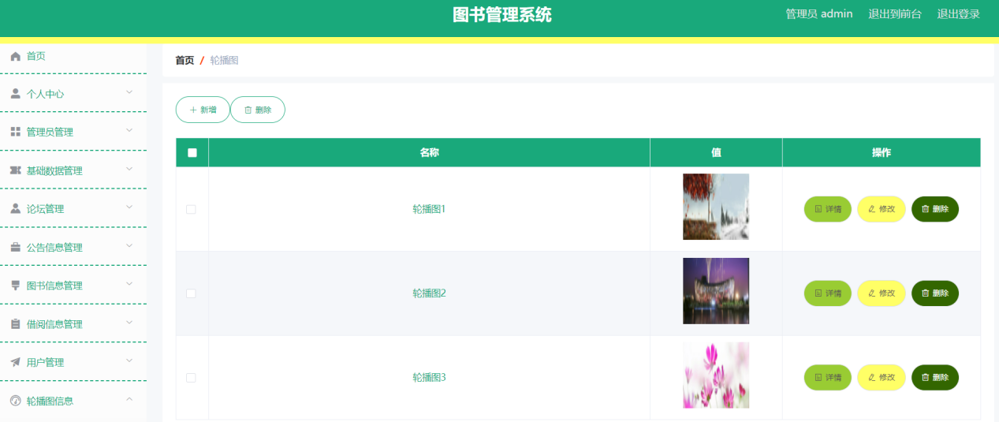 图书管理系统
管理员 admin 退出到前台 退出登录
首页
个人中心
管理员管理
基础数据管理
论坛管理
公告信息管理
图书信息管理
借阅信息管理
用户管理
轮播图信息
首页 / 轮播图
新增 删除
名称 值 操作
轮播图1 详情 修改 删除
轮播图2 详情 修改 删除
轮播图3 详情 修改 删除